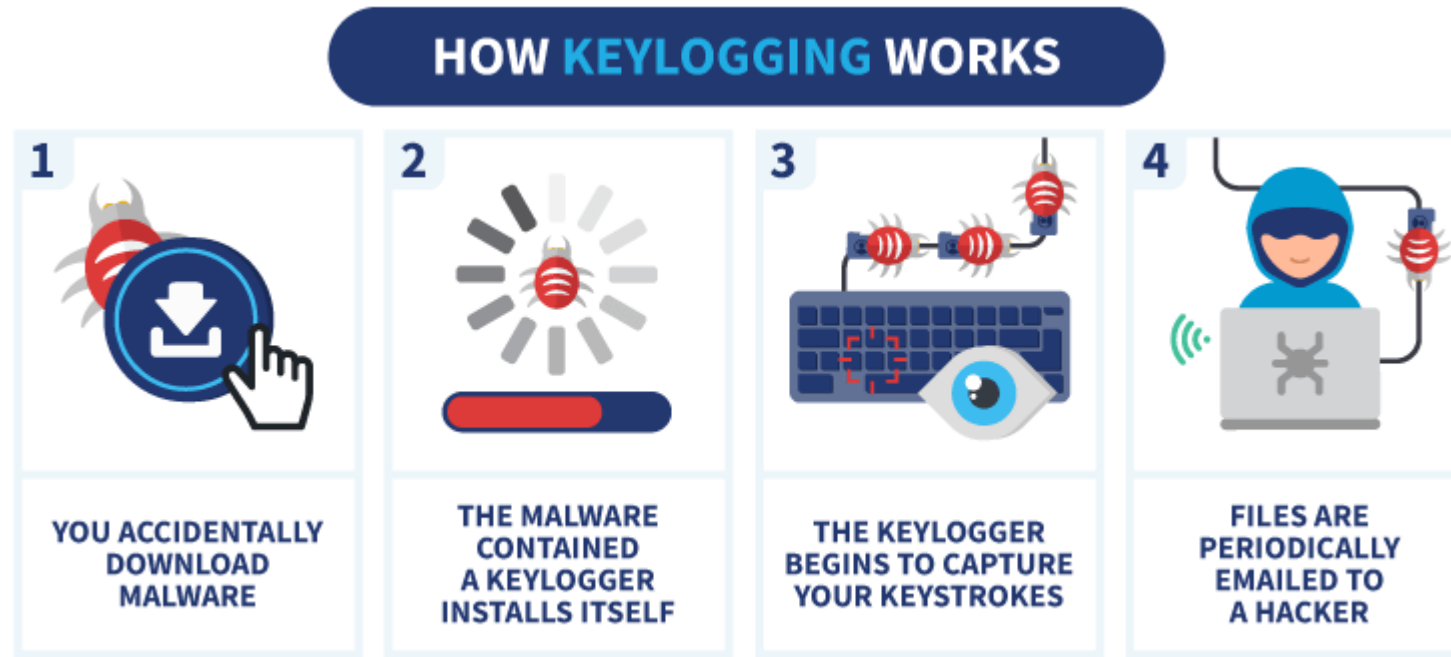 HOW KEYLOGGING WORKS
1
YOU ACCIDENTALLY
DOWNLOAD
MALWARE
2
THE MALWARE
CONTAINED
A KEYLOGGER
INSTALLS ITSELF
3
THE KEYLOGGER
BEGINS TO CAPTURE
YOUR KEYSTROKES
4
FILES ARE
PERIODICALLY
EMAILED TO
A HACKER